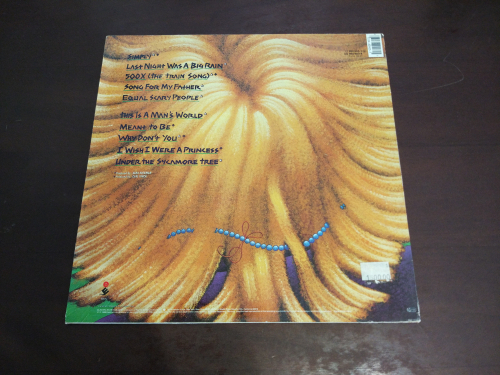 SIMPLY
LAST NIGHT WAS A BIG RAIN
500X (THE TRAIN SONG)
SONG FOR MY FATHER
EQUAL SCARY PEOPLE
THIS IS A MAN'S WORLD
MEANT TO BE
WHY DON'T YOU
I WISH I WERE A PRINCESS
UNDER THE SYCAMORE TREE